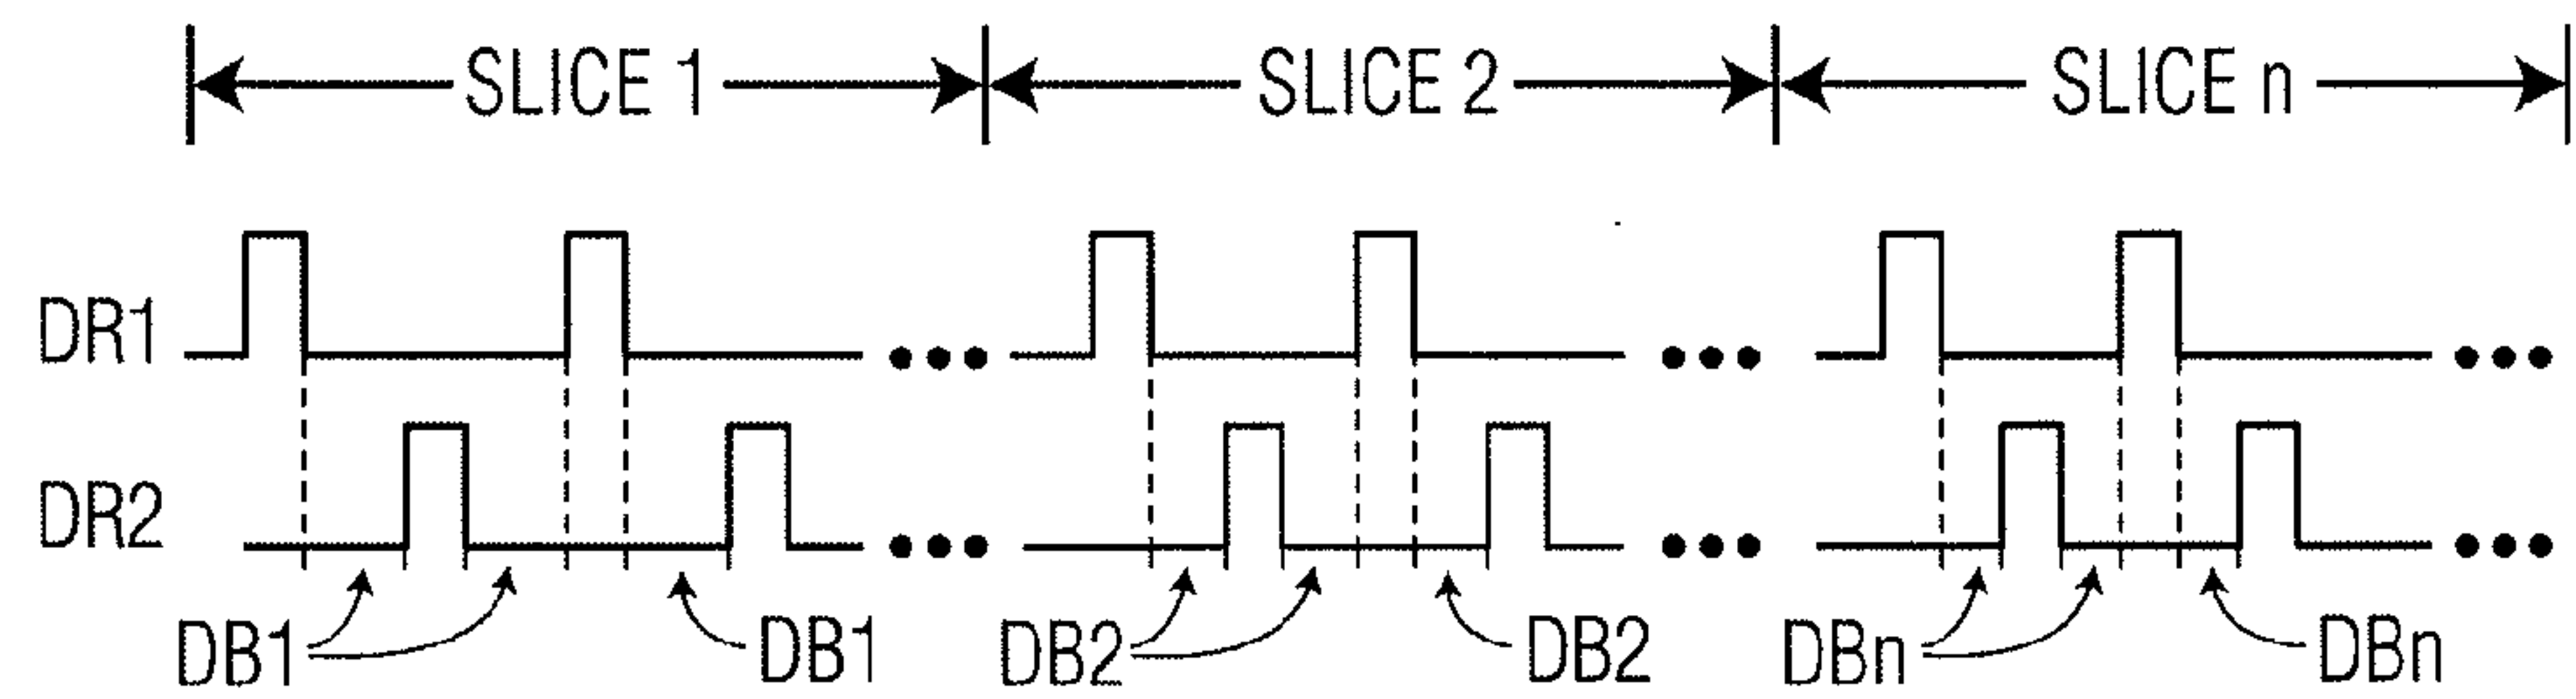 SLICE 1 SLICE 2 SLICE n
DR1
DR2
DB1 DB1 DB2 DB2 DBn DBn